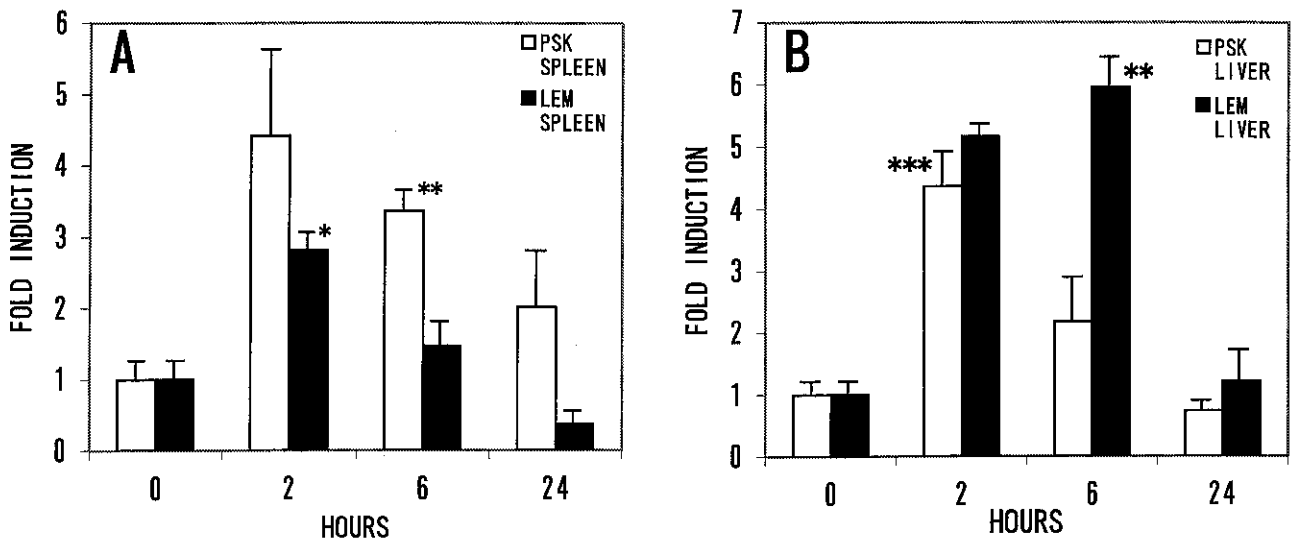 A
PSK
SPLEEN
LEM
SPLEEN
FOLD INDUCTION
6
5
4
3
2
1
0
*
**
0 2 6 24
HOURS
B
PSK
LIVER
LEM
LIVER
FOLD INDUCTION
7
6
5
4
3
2
1
0
***
**
0 2 6 24
HOURS